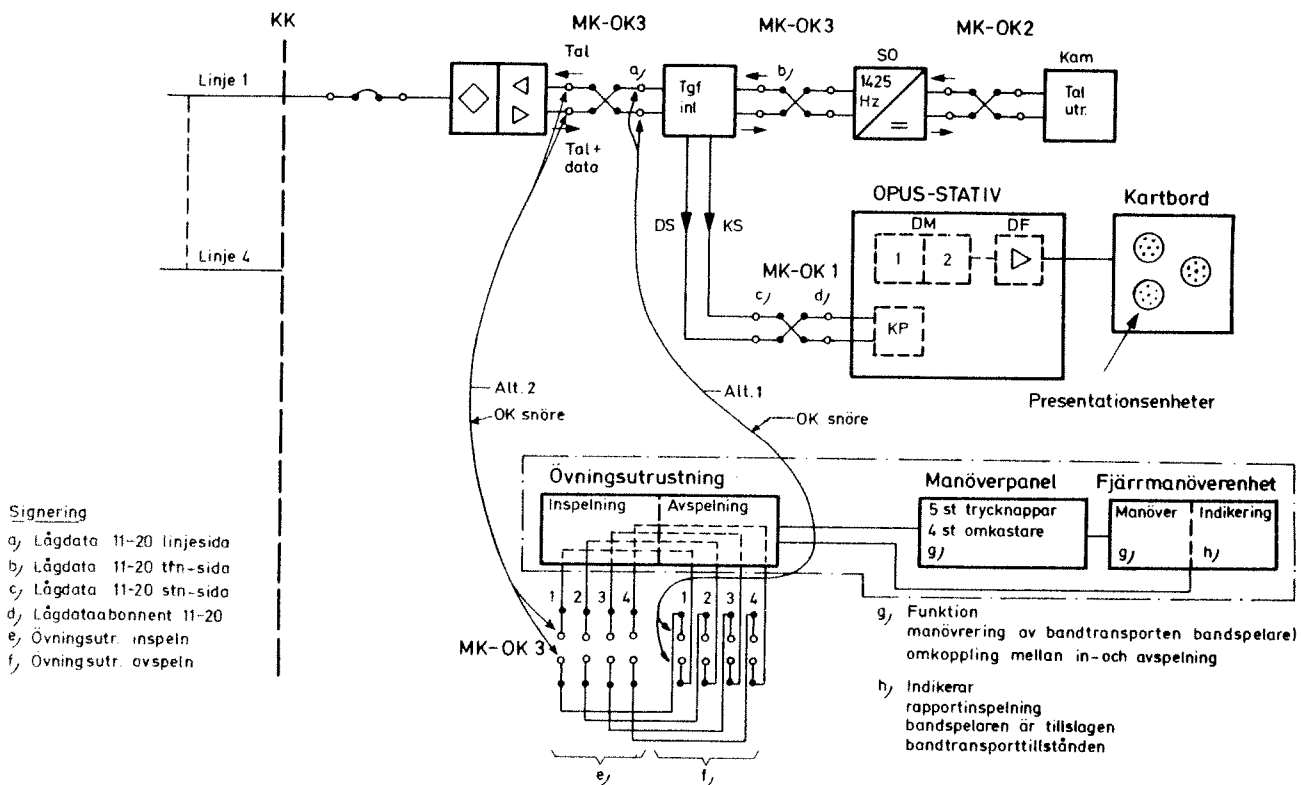 KK
MK-OK3
MK-OK3
MK-OK2
Linje 1
Tal
a)
Tgf
inl
b)
SO
1425
Hz
Kam
Tal
utr.
Tal +
data
Linje 4
DS
KS
OPUS-STATIV
Kartbord
DM
DF
1
2
MK-OK 1
c)
d)
KP
Presentationsenheter
Alt. 2
OK snöre
Alt.1
OK snöre
Övningsutrustning
Manöverpanel
Fjärrmanöverenhet
Inspelning
Avspelning
5 st trycknappar
4 st omkastare
g)
Manöver
g)
Indikering
h)
1 2 3 4
1 2 3 4
MK-OK 3
e)
f)
Signering
a) Lågdata 11-20 linjesida
b) Lågdata 11-20 tfn-sida
c) Lågdata 11-20 stn-sida
d) Lågdataabonnent 11-20
e) Övningsutr. inspeln
f) Övningsutr. avspeln
g) Funktion
manövrering av bandtransporten bandspelare)
omkoppling mellan in-och avspelning
h) Indikerar
rapportinspelning
bandspelaren är tillslagen
bandtransporttillstånden